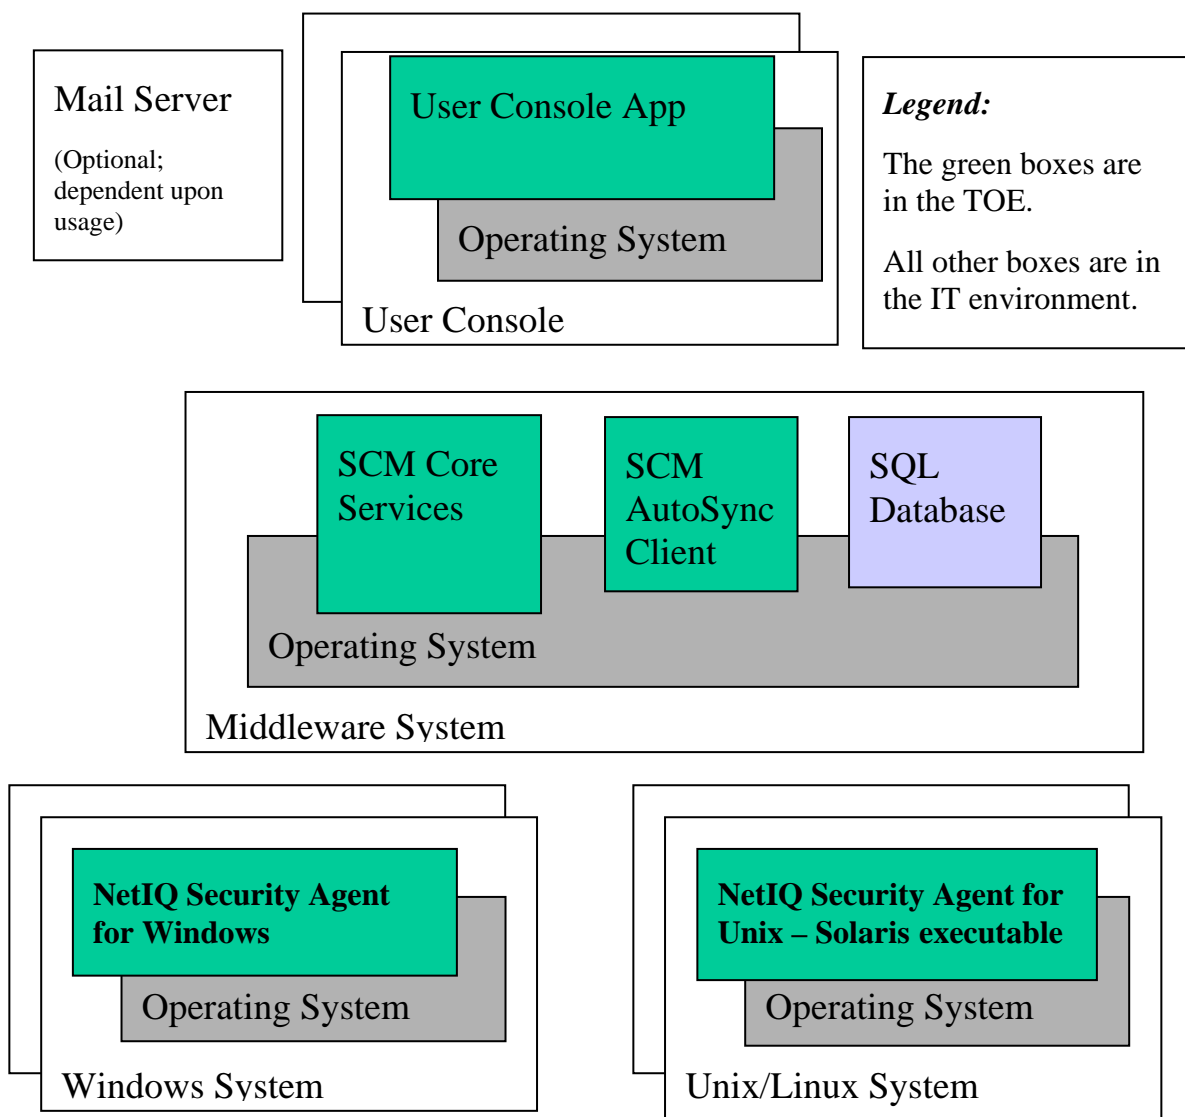 Mail Server
(Optional;
dependent upon
usage)
User Console App
Operating System
User Console
Legend:
The green boxes are
in the TOE.
All other boxes are in
the IT environment.
SCM Core
Services
SCM
AutoSync
Client
SQL
Database
Operating System
Middleware System
NetIQ Security Agent
for Windows
Operating System
Windows System
NetIQ Security Agent for
Unix – Solaris executable
Operating System
Unix/Linux System